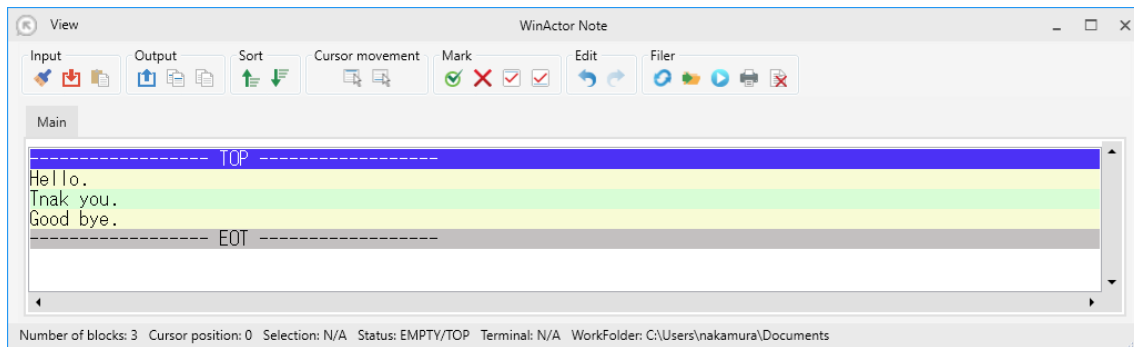 View WinActor Note
Input Output Sort Cursor movement Mark Edit Filer
Main
------------------ TOP ------------------
Hello.
Tnak you.
Good bye.
------------------ EOT ------------------
Number of blocks: 3 Cursor position: 0 Selection: N/A Status: EMPTY/TOP Terminal: N/A WorkFolder: C:\Users\nakamura\Documents